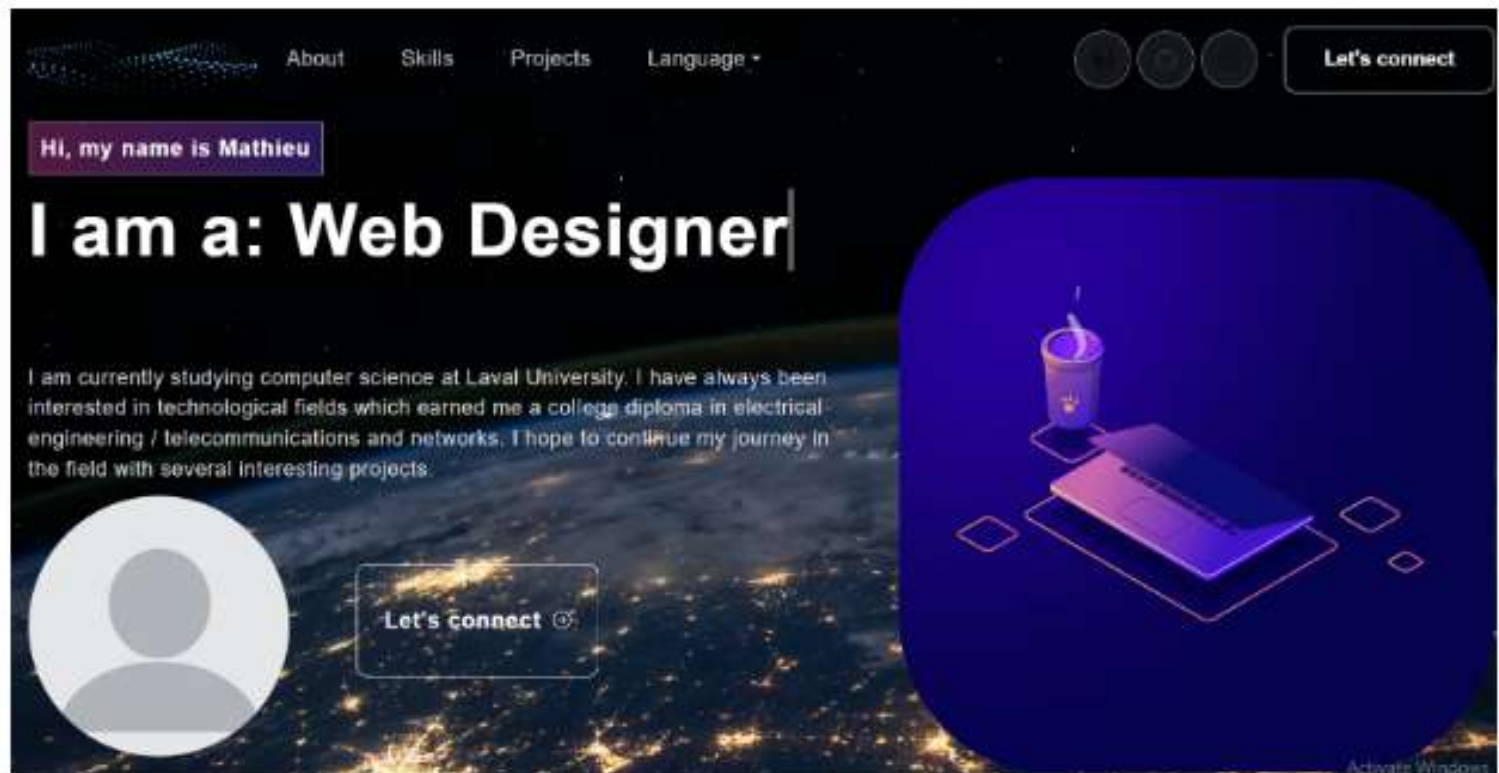 About
Skills
Projects
Language
Let's connect
Hi, my name is Mathieu
I am a: Web Designer
I am currently studying computer science at Laval University. I have always been
interested in technological fields which earned me a college diploma in electrical
engineering / telecommunications and networks. I hope to continue my journey in
the field with several interesting projects.
Let's connect
Activate Windows